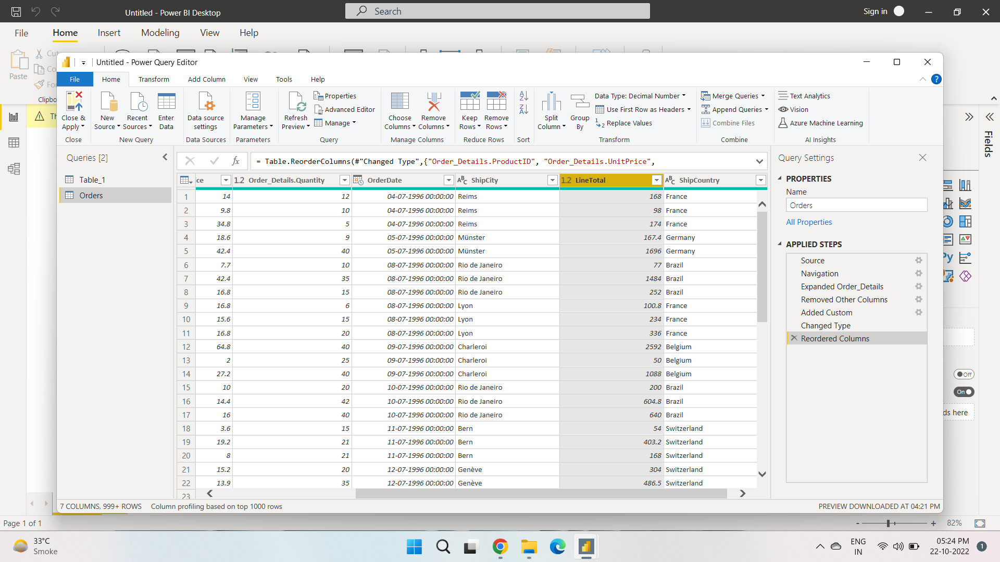 Untitled - Power BI Desktop
Search
Sign in
File Home Insert Modeling View Help
Paste
Clipbo
Untitled - Power Query Editor
File Home Transform Add Column View Tools Help
Close & Apply
New Source
Recent Sources
Enter Data
Data source settings
Manage Parameters
Refresh Preview
Properties
Advanced Editor
Manage
Choose Columns
Remove Columns
Keep Rows
Remove Rows
Split Column
Group By
Data Type: Decimal Number
Use First Row as Headers
1 2 Replace Values
Merge Queries
Append Queries
Combine Files
Text Analytics
Vision
Azure Machine Learning
Close New Query Data Sources Parameters Query Manage Columns Reduce Rows Sort Transform Combine AI Insights
Queries [2]
Table_1
Orders
fx = Table.ReorderColumns(#"Changed Type",{"Order_Details.ProductID", "Order_Details.UnitPrice",
ice 1.2 Order_Details.Quantity OrderDate ABC ShipCity 1.2 LineTotal ABC ShipCountry
1 14 12 04-07-1996 00:00:00 Reims 168 France
2 9.8 10 04-07-1996 00:00:00 Reims 98 France
3 34.8 5 04-07-1996 00:00:00 Reims 174 France
4 18.6 9 05-07-1996 00:00:00 Münster 167.4 Germany
5 42.4 40 05-07-1996 00:00:00 Münster 1696 Germany
6 7.7 10 08-07-1996 00:00:00 Rio de Janeiro 77 Brazil
7 42.4 35 08-07-1996 00:00:00 Rio de Janeiro 1484 Brazil
8 16.8 15 08-07-1996 00:00:00 Rio de Janeiro 252 Brazil
9 16.8 6 08-07-1996 00:00:00 Lyon 100.8 France
10 15.6 15 08-07-1996 00:00:00 Lyon 234 France
11 16.8 20 08-07-1996 00:00:00 Lyon 336 France
12 64.8 40 09-07-1996 00:00:00 Charleroi 2592 Belgium
13 2 25 09-07-1996 00:00:00 Charleroi 50 Belgium
14 27.2 40 09-07-1996 00:00:00 Charleroi 1088 Belgium
15 10 20 10-07-1996 00:00:00 Rio de Janeiro 200 Brazil
16 14.4 42 10-07-1996 00:00:00 Rio de Janeiro 604.8 Brazil
17 16 40 10-07-1996 00:00:00 Rio de Janeiro 640 Brazil
18 3.6 15 11-07-1996 00:00:00 Bern 54 Switzerland
19 19.2 21 11-07-1996 00:00:00 Bern 403.2 Switzerland
20 8 21 11-07-1996 00:00:00 Bern 168 Switzerland
21 15.2 20 12-07-1996 00:00:00 Genève 304 Switzerland
22 13.9 35 12-07-1996 00:00:00 Genève 486.5 Switzerland
23
Query Settings
PROPERTIES
Name
Orders
All Properties
APPLIED STEPS
Source
Navigation
Expanded Order_Details
Removed Other Columns
Added Custom
Changed Type
Reordered Columns
7 COLUMNS, 999+ ROWS Column profiling based on top 1000 rows
PREVIEW DOWNLOADED AT 04:21 PM
Fields
Py
Off
On
ds here
Page 1 of 1
82%
33°C
Smoke
ENG
IN
05:24 PM
22-10-2022
1